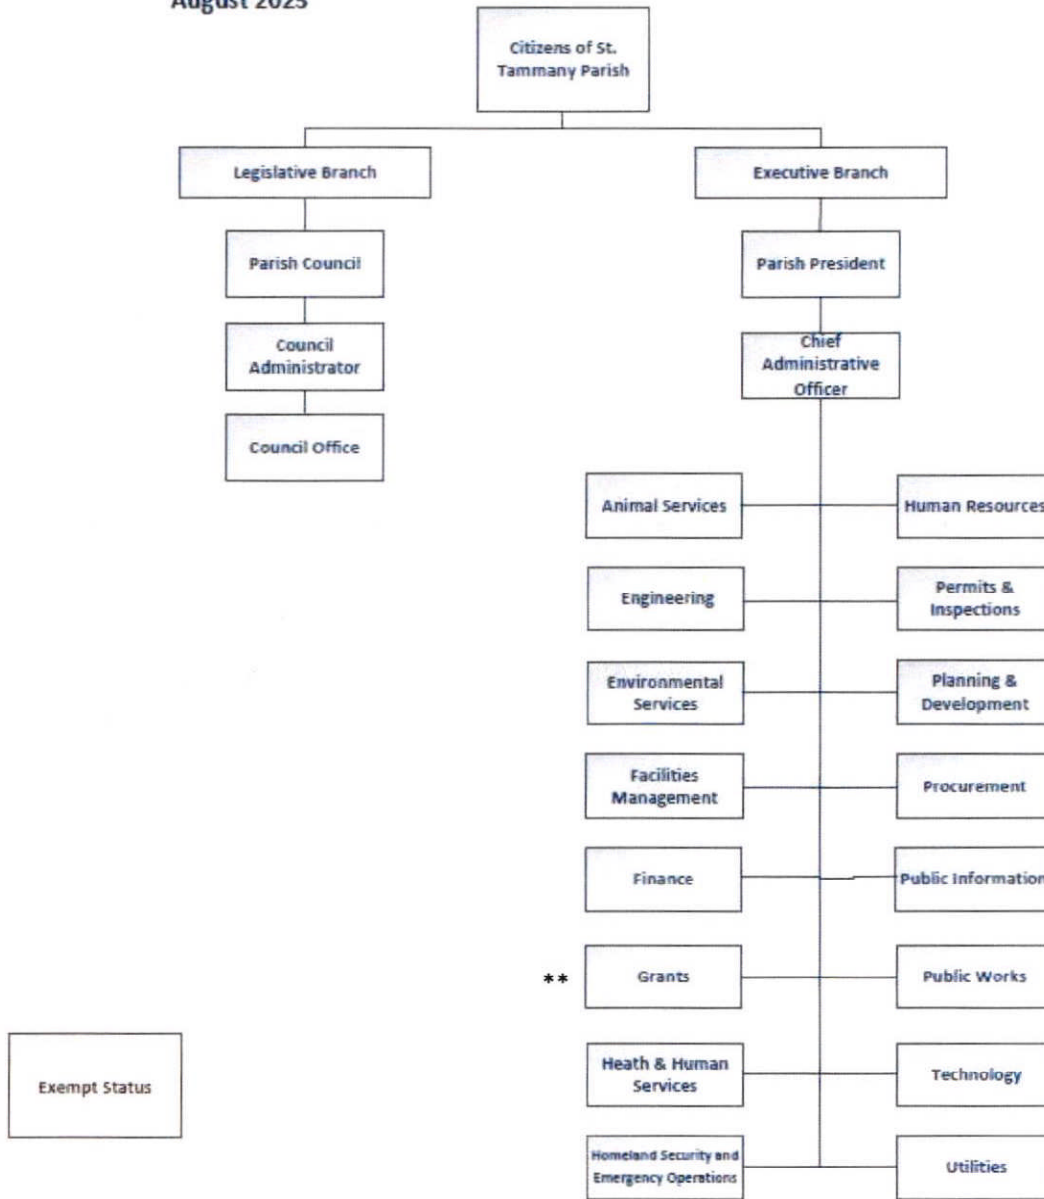 August 2025
Citizens of St.
Tammany Parish
Legislative Branch
Executive Branch
Parish Council
Parish President
Council
Administrator
Chief
Administrative
Officer
Council Office
Animal Services
Human Resources
Engineering
Permits &
Inspections
Environmental
Services
Planning &
Development
Facilities
Management
Procurement
Finance
Public Information
**
Grants
Public Works
Exempt Status
Heath & Human
Services
Technology
Homeland Security and
Emergency Operations
Utilities